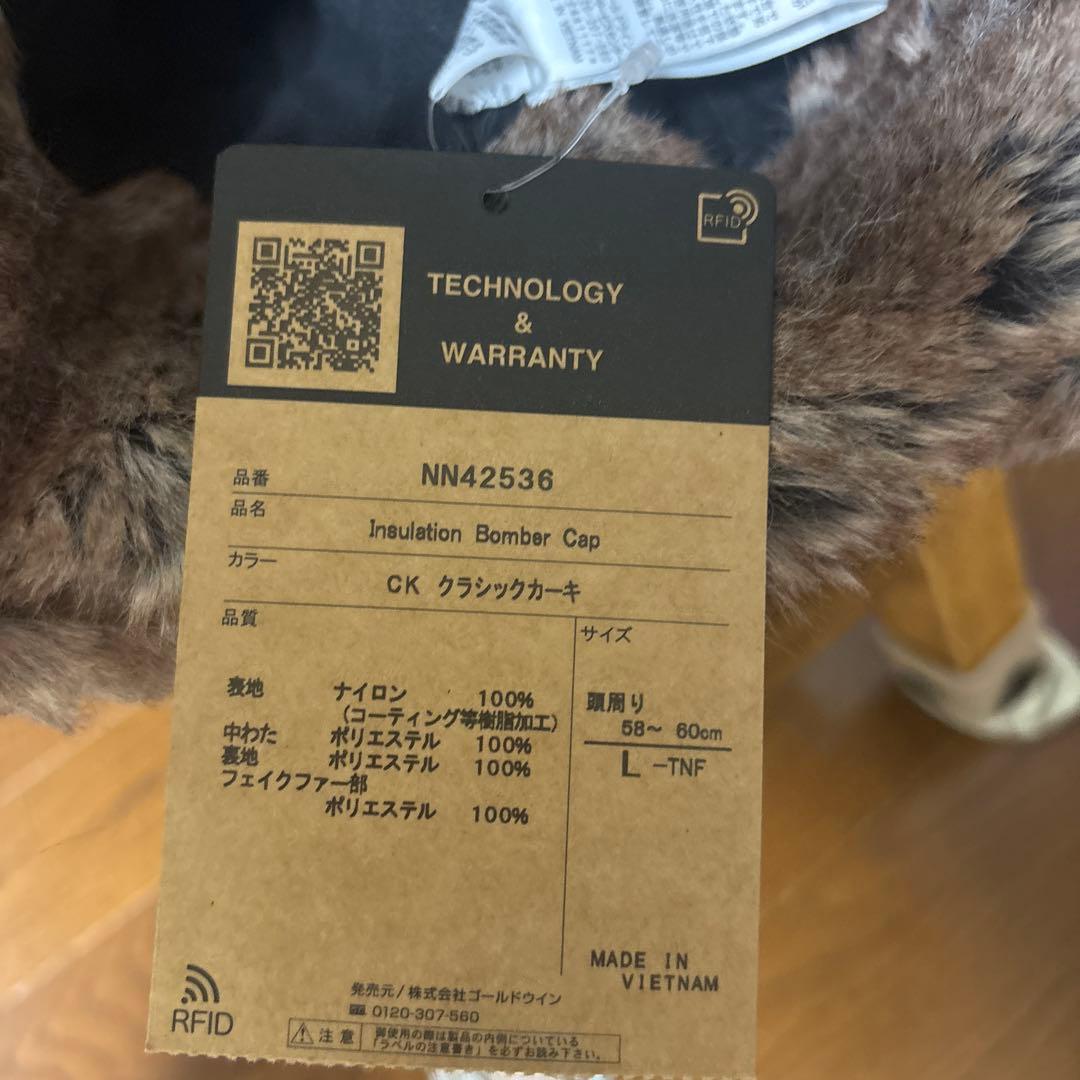 RFID
TECHNOLOGY
&
WARRANTY
品番 NN42536
品名
Insulation Bomber Cap
カラー
CK クラシックカーキ
品質
表地 ナイロン 100%
(コーティング等樹脂加工)
中わた ポリエステル 100%
裏地 ポリエステル 100%
フェイクファー部
ポリエステル 100%
サイズ
頭周り
58～ 60cm
L -TNF
MADE IN
VIETNAM
RFID
発売元/株式会社ゴールドウイン
0120-307-560
注意
御使用の際は製品の内側についている
「ラベルの注意書き」を必ずお読み下さい。